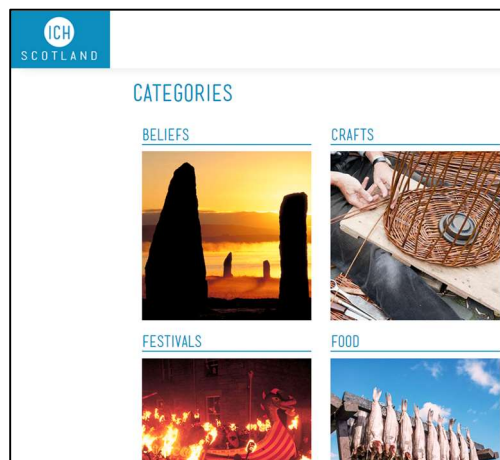 ICH
SCOTLAND
CATEGORIES
BELIEFS
CRAFTS
FESTIVALS
FOOD